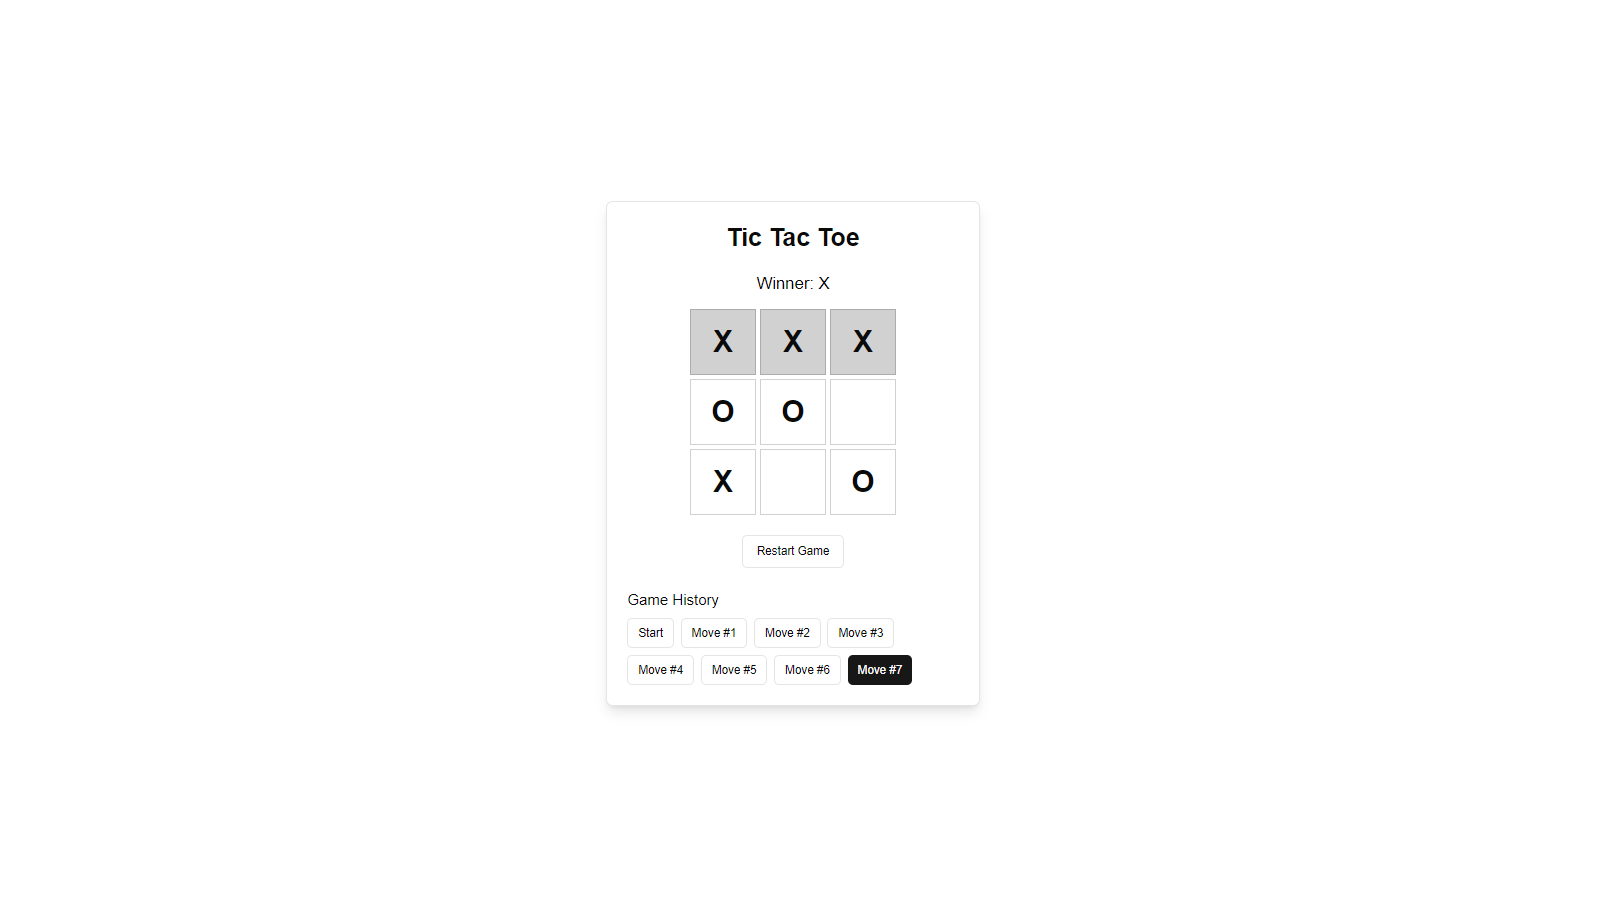 Tic Tac Toe
Winner: X
X X X
O O
X O
Restart Game
Game History
Start Move #1 Move #2 Move #3
Move #4 Move #5 Move #6 Move #7